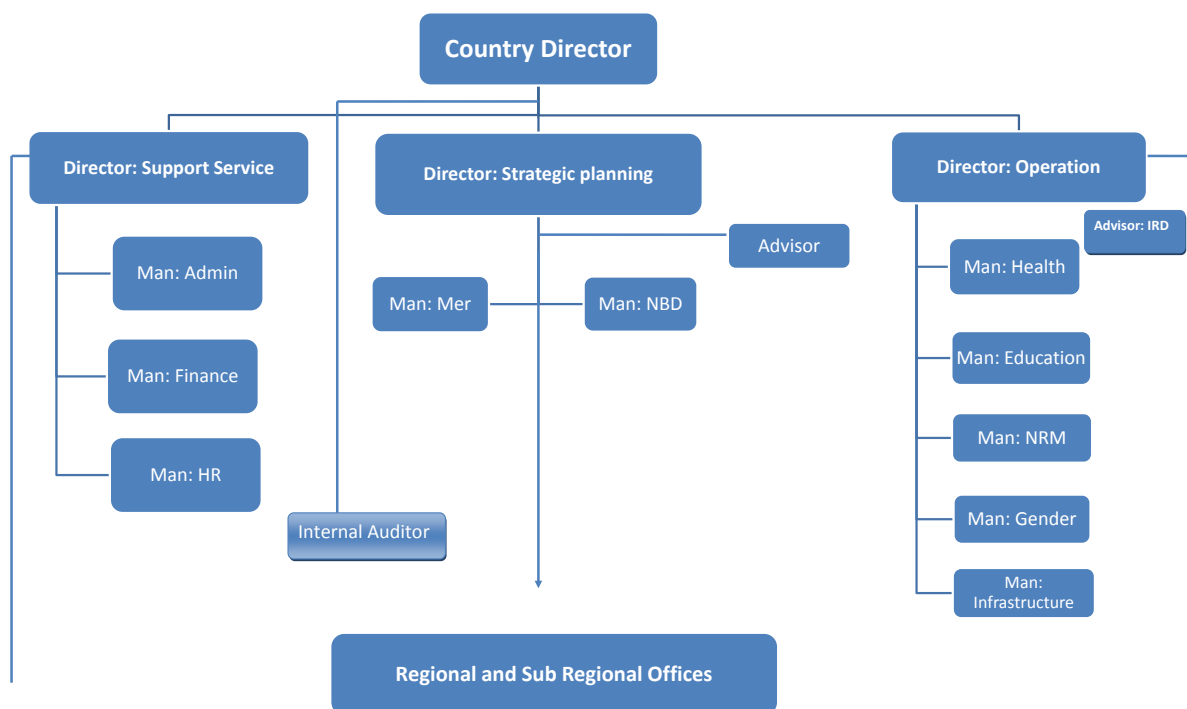 Country Director
Director: Support Service
Director: Strategic planning
Director: Operation
Advisor: IRD
Advisor
Man: Admin
Man: Health
Man: Mer
Man: NBD
Man: Education
Man: Finance
Man: NRM
Man: HR
Man: Gender
Internal Auditor
Man:
Infrastructure
Regional and Sub Regional Offices